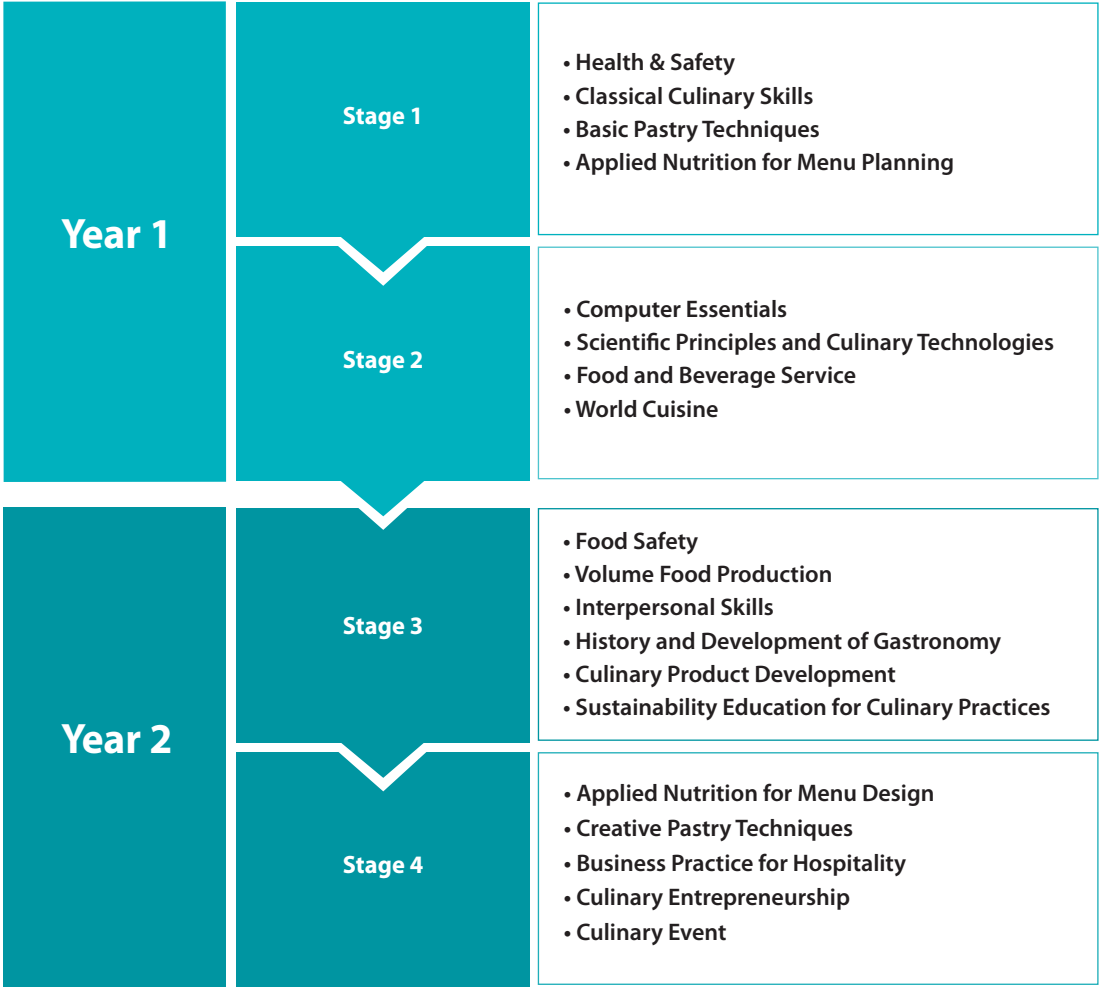 Year 1
Stage 1
• Health & Safety
• Classical Culinary Skills
• Basic Pastry Techniques
• Applied Nutrition for Menu Planning
Stage 2
• Computer Essentials
• Scientific Principles and Culinary Technologies
• Food and Beverage Service
• World Cuisine
Year 2
Stage 3
• Food Safety
• Volume Food Production
• Interpersonal Skills
• History and Development of Gastronomy
• Culinary Product Development
• Sustainability Education for Culinary Practices
Stage 4
• Applied Nutrition for Menu Design
• Creative Pastry Techniques
• Business Practice for Hospitality
• Culinary Entrepreneurship
• Culinary Event